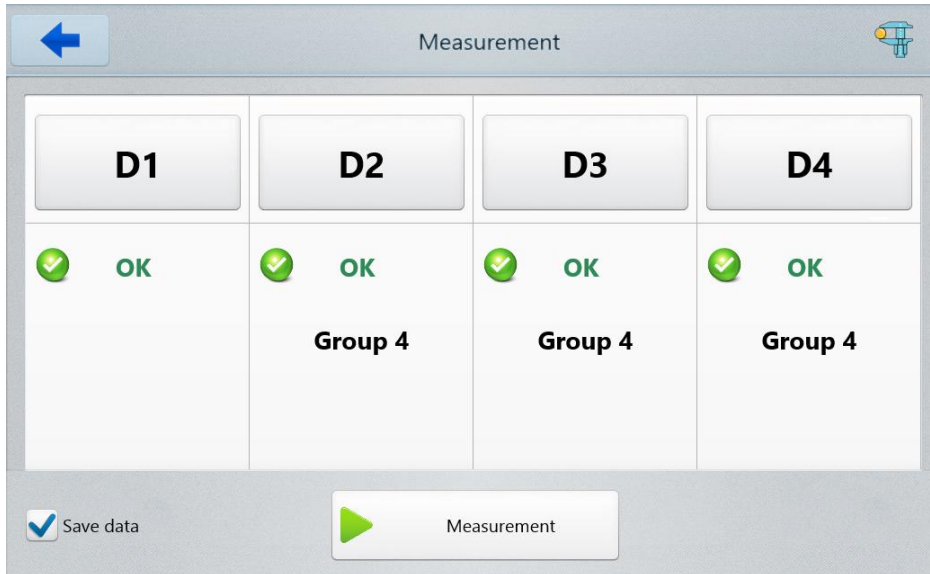 Measurement
D1
D2
D3
D4
OK
OK
OK
OK
Group 4
Group 4
Group 4
Save data
Measurement